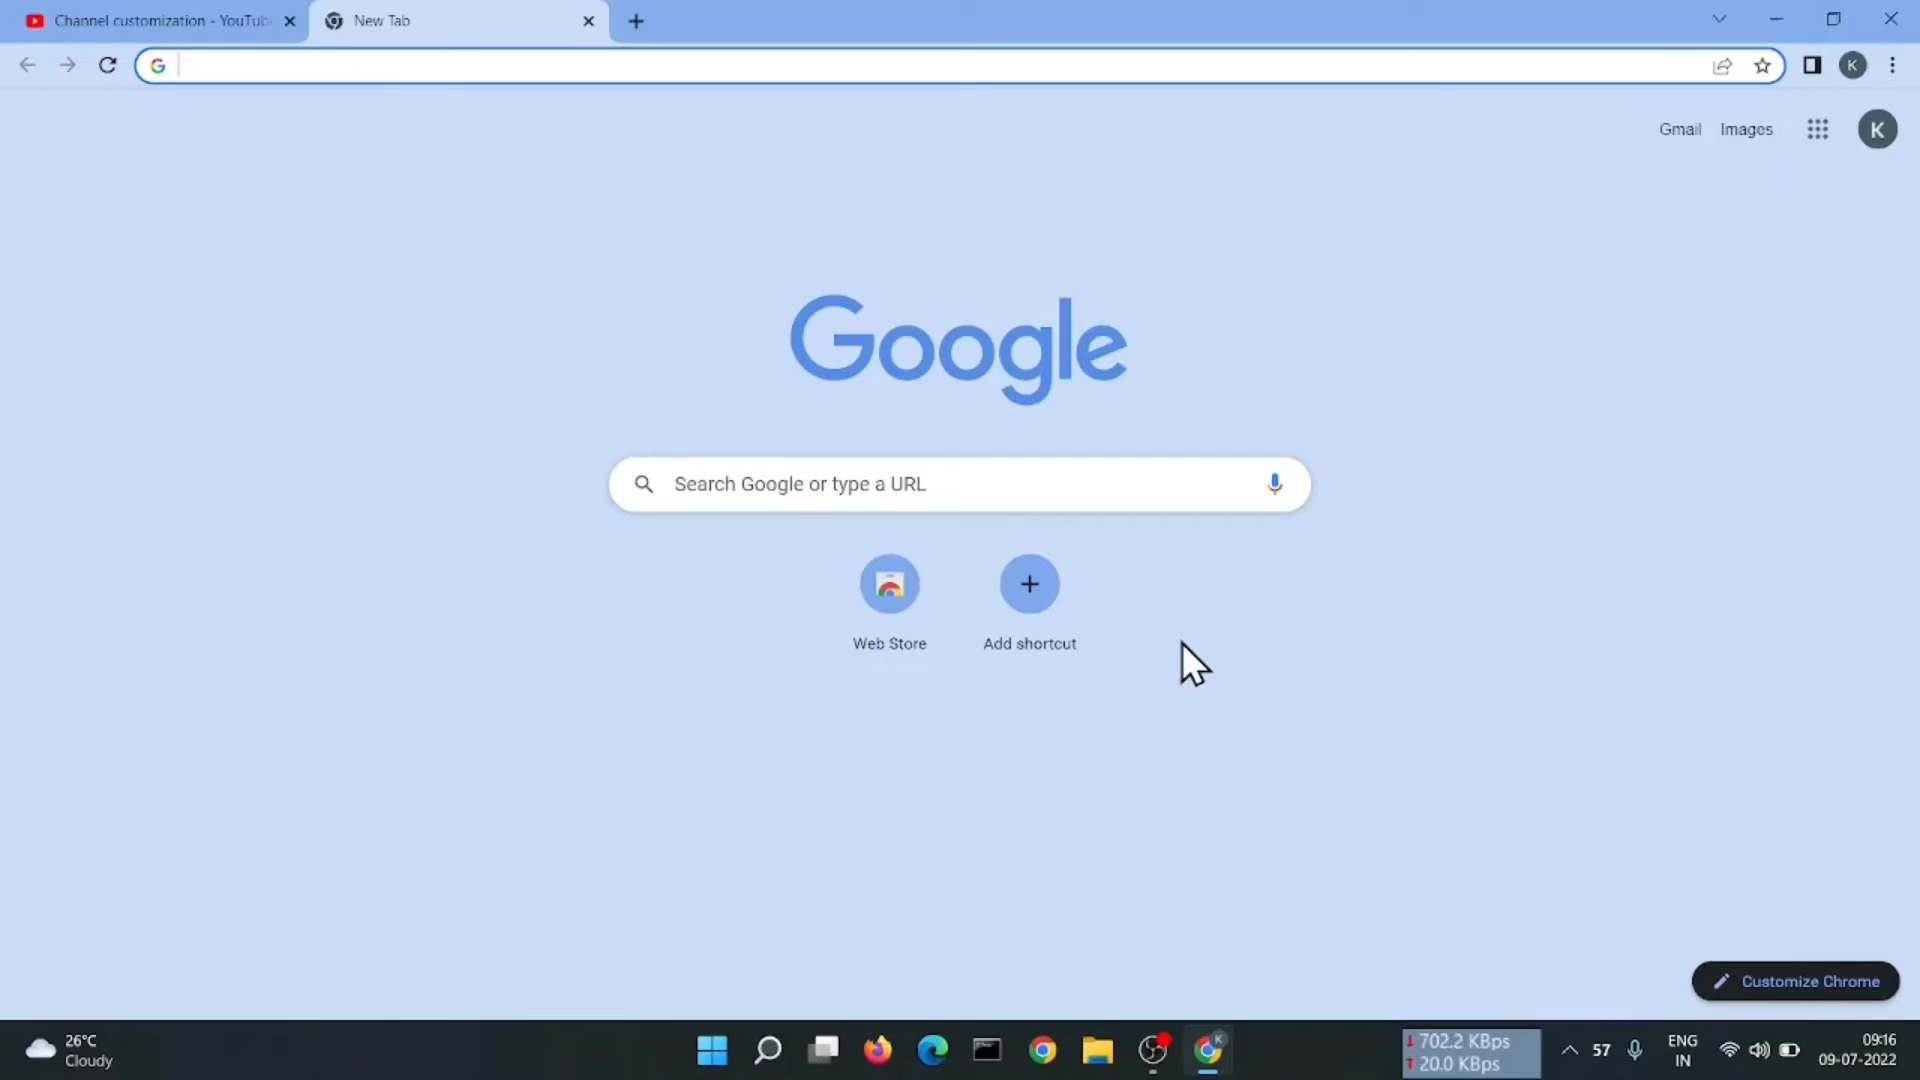 Channel customization - YouTub
New Tab
K
Gmail
Images
K
Google
Search Google or type a URL
Web Store
Add shortcut
Customize Chrome
26°C
Cloudy
K
702.2 KBps
20.0 KBps
57
ENG
IN
09:16
09-07-2022